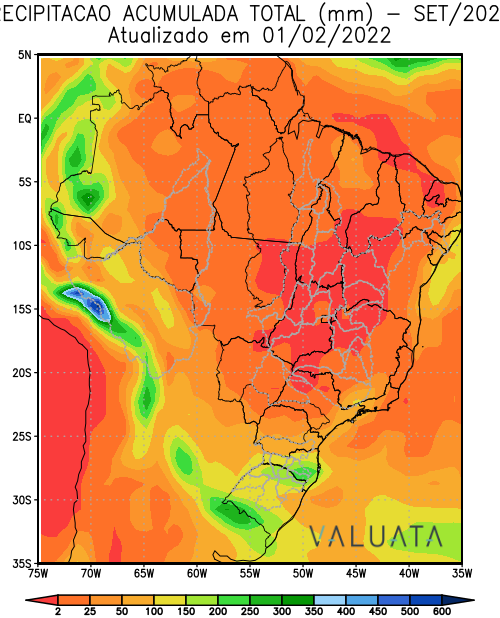 RECIPITACAO ACUMULADA TOTAL (mm) – SET/202
Atualizado em 01/02/2022
5N
EQ
5S
10S
15S
20S
25S
30S
35S
VALUATA
75W 70W 65W 60W 55W 50W 45W 40W 35W
2 25 50 100 150 200 250 300 350 400 450 500 600